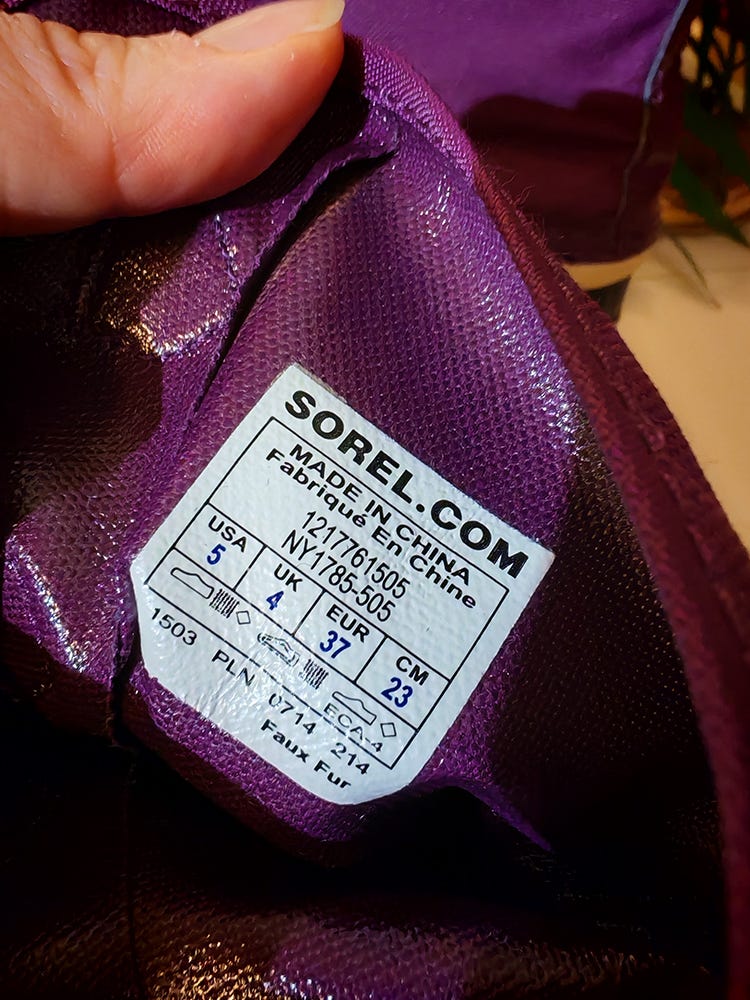 SOREL.COM
MADE IN CHINA
Fabriqué En Chine
1217761505
NY1785-505
USA UK EUR CM
5 4 37 23
ECA-4
1503 PLN 0714 214
Faux Fur